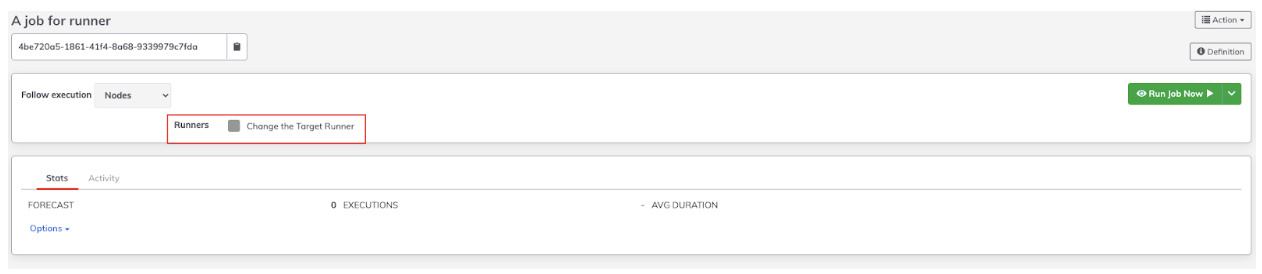 A job for runner
Action
4be720a5-1861-41f4-8a68-9339979c7fda
Definition
Follow execution Nodes
Run Job Now
Runners Change the Target Runner
Stats Activity
FORECAST 0 EXECUTIONS - AVG DURATION
Options